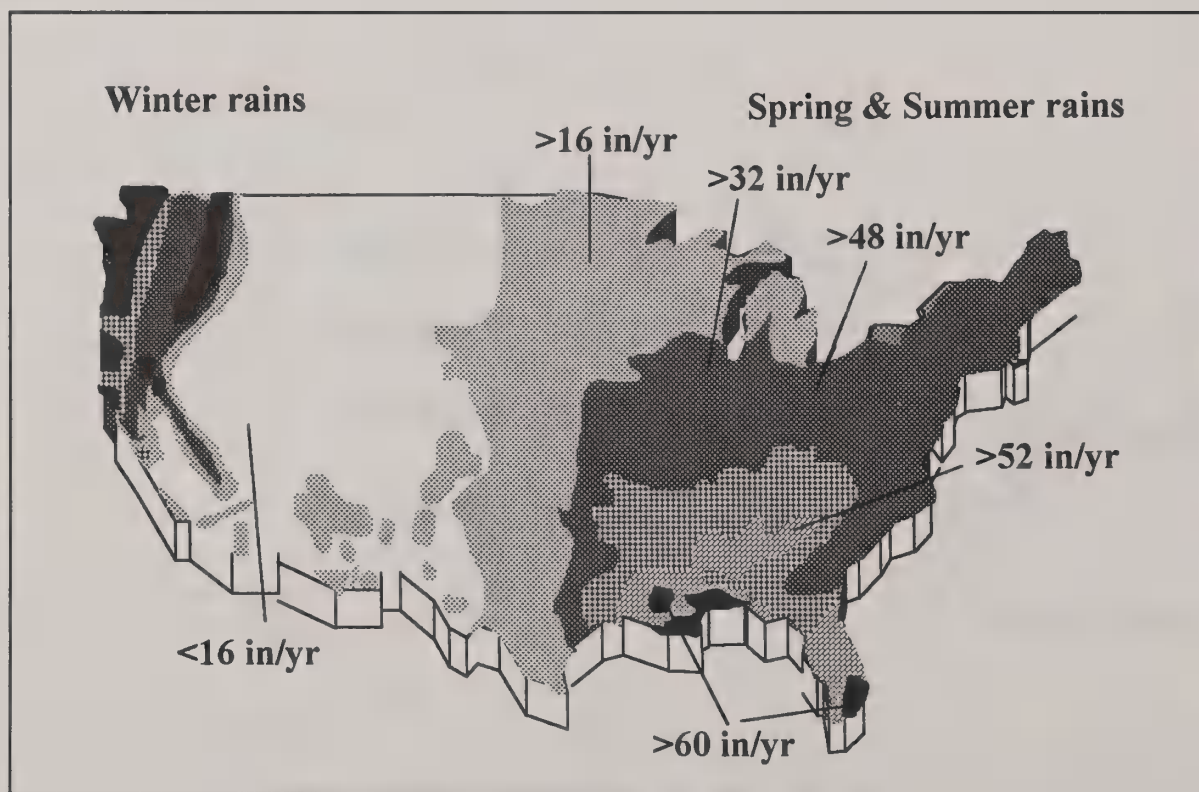 Winter rains
Spring & Summer rains
>16 in/yr
>32 in/yr
>48 in/yr
>52 in/yr
<16 in/yr
>60 in/yr